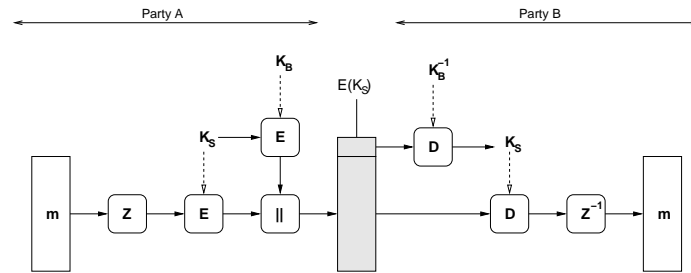 Party A
Party B
K_B
E(K_S)
K_B^{-1}
K_S
E
D
K_S
m
Z
E
||
D
Z^{-1}
m